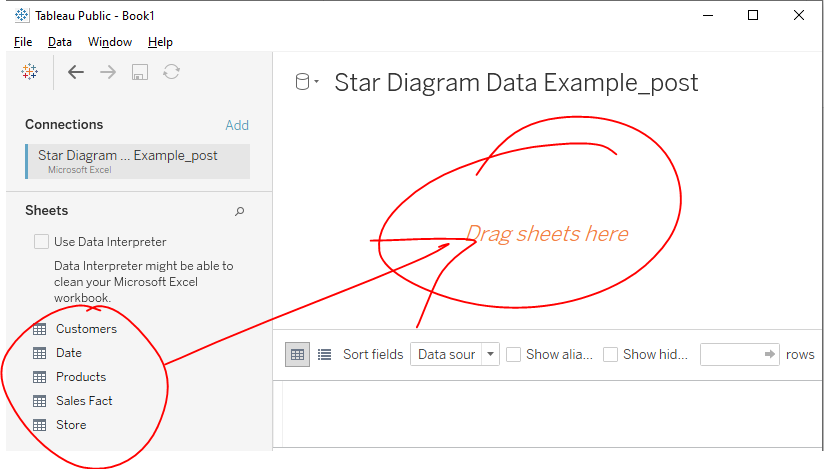 Tableau Public - Book1
File Data Window Help
Star Diagram Data Example_post
Connections Add
Star Diagram ... Example_post
Microsoft Excel
Sheets
Use Data Interpreter
Data Interpreter might be able to
clean your Microsoft Excel
workbook.
Drag sheets here
Customers
Date
Products
Sales Fact
Store
Sort fields Data sour Show alia... Show hid... rows